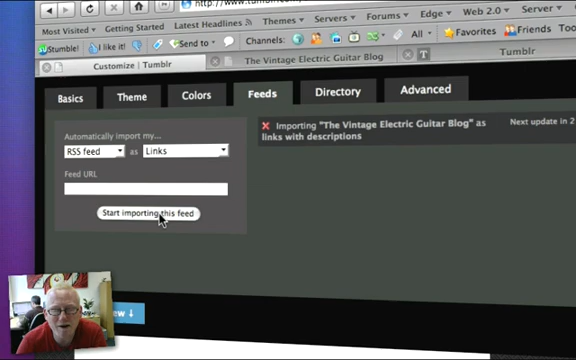 http://www.tumblr.com/
Most Visited
Getting Started
Latest Headlines
Themes
Servers
Forums
Edge
Web 2.0
Server
Stumble!
I like it!
Send to
Channels:
All
Favorites
Friends
Tools
Customize | Tumblr
The Vintage Electric Guitar Blog
Tumblr
Basics
Theme
Colors
Feeds
Directory
Advanced
Automatically import my...
RSS feed
as
Links
Feed URL
Start importing this feed
Importing "The Vintage Electric Guitar Blog" as
links with descriptions
Next update in 2